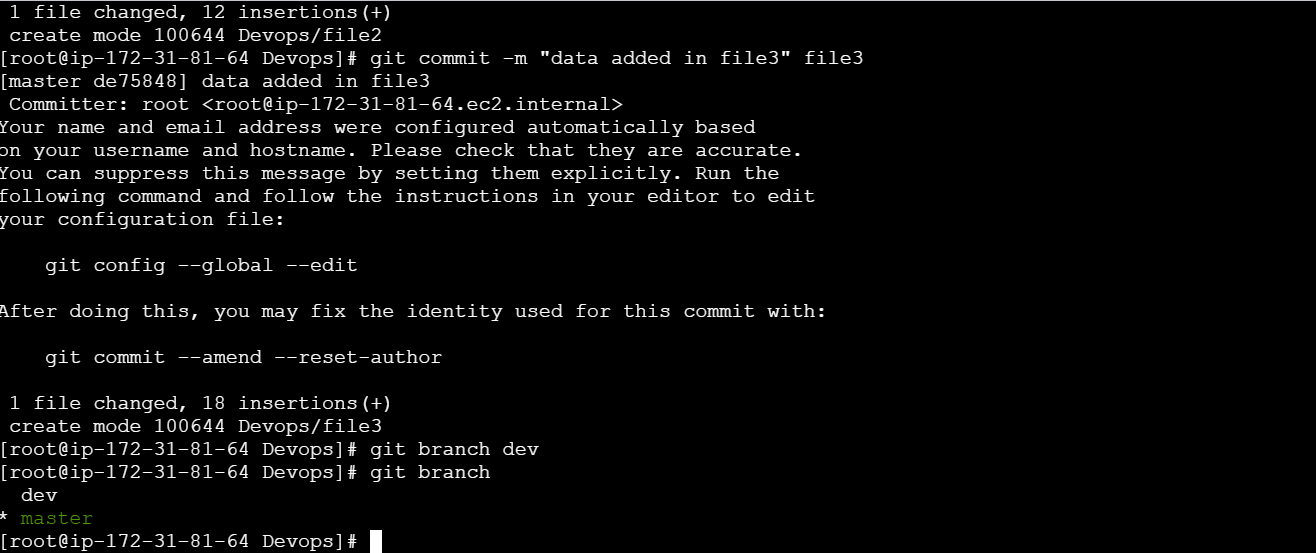 1 file changed, 12 insertions(+)
create mode 100644 Devops/file2
[root@ip-172-31-81-64 Devops]# git commit -m "data added in file3" file3
[master de75848] data added in file3
Committer: root <root@ip-172-31-81-64.ec2.internal>
Your name and email address were configured automatically based
on your username and hostname. Please check that they are accurate.
You can suppress this message by setting them explicitly. Run the
following command and follow the instructions in your editor to edit
your configuration file:
git config --global --edit
After doing this, you may fix the identity used for this commit with:
git commit --amend --reset-author
1 file changed, 18 insertions(+)
create mode 100644 Devops/file3
[root@ip-172-31-81-64 Devops]# git branch dev
[root@ip-172-31-81-64 Devops]# git branch
dev
* master
[root@ip-172-31-81-64 Devops]#